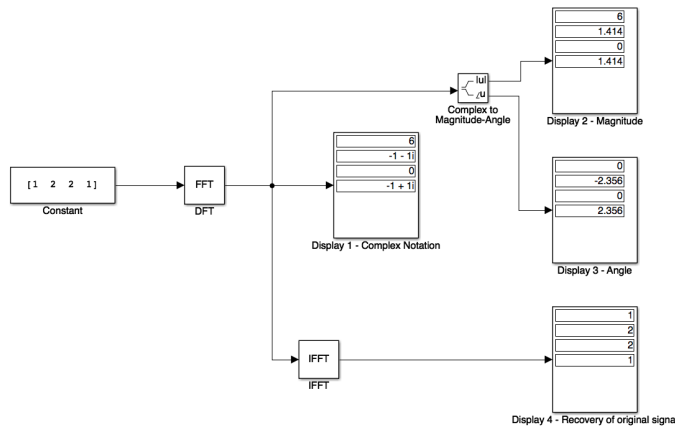 6
1.414
0
1.414
Display 2 - Magnitude
|u|
∠u
Complex to
Magnitude-Angle
6
-1 - 1i
0
-1 + 1i
Display 1 - Complex Notation
[1 2 2 1]
Constant
FFT
DFT
0
-2.356
0
2.356
Display 3 - Angle
IFFT
IFFT
1
2
2
1
Display 4 - Recovery of original signa